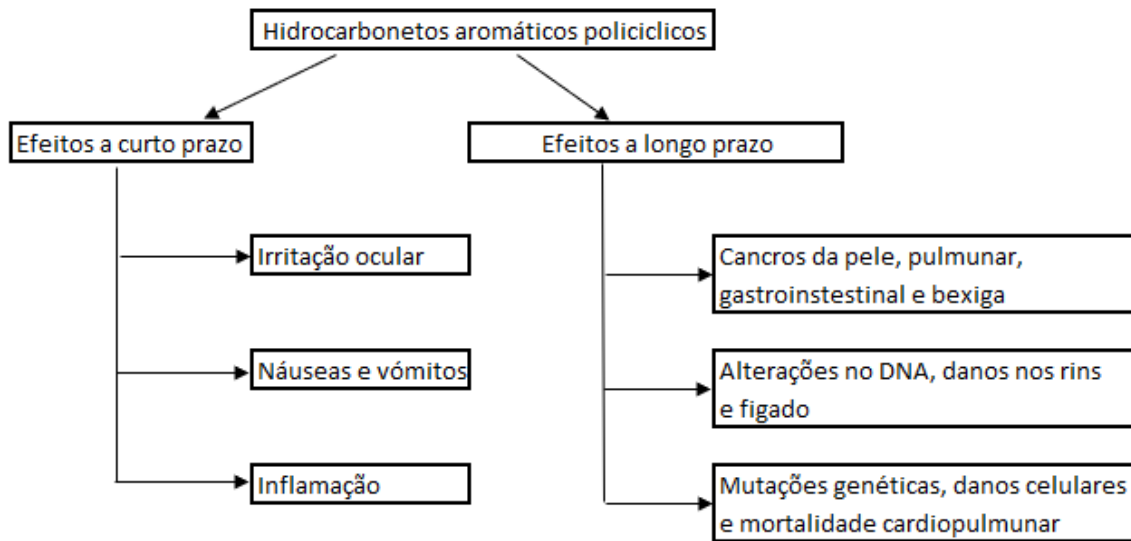 Hidrocarbonetos aromáticos policiclicos
Efeitos a curto prazo
Efeitos a longo prazo
Irritação ocular
Náuseas e vómitos
Inflamação
Cancros da pele, pulmunar,
gastroinstestinal e bexiga
Alterações no DNA, danos nos rins
e figado
Mutações genéticas, danos celulares
e mortalidade cardiopulmunar